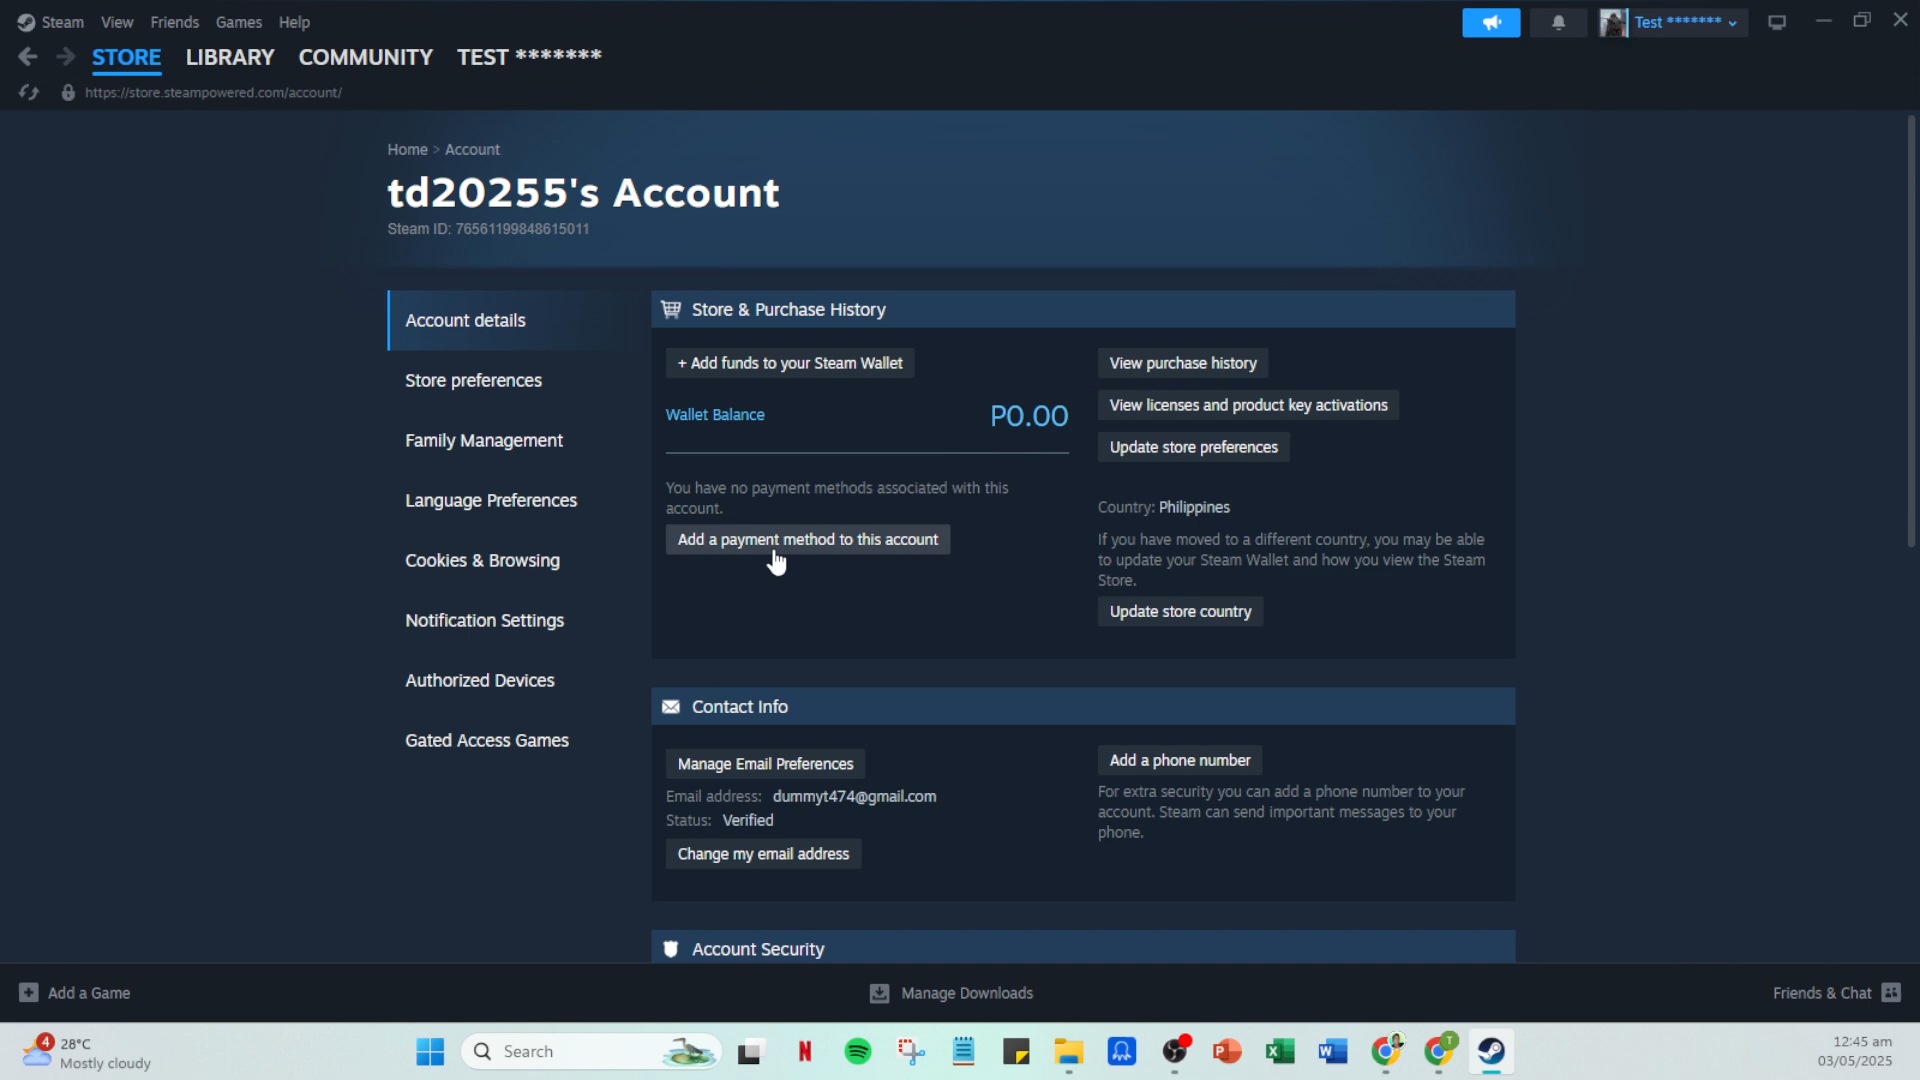 Steam View Friends Games Help
Test *******
STORE LIBRARY COMMUNITY TEST *******
https://store.steampowered.com/account/
Home > Account
td20255's Account
Steam ID: 76561199848615011
Account details
Store preferences
Family Management
Language Preferences
Cookies & Browsing
Notification Settings
Authorized Devices
Gated Access Games
Store & Purchase History
+ Add funds to your Steam Wallet
Wallet Balance P0.00
You have no payment methods associated with this
account.
Add a payment method to this account
View purchase history
View licenses and product key activations
Update store preferences
Country: Philippines
If you have moved to a different country, you may be able
to update your Steam Wallet and how you view the Steam
Store.
Update store country
Contact Info
Manage Email Preferences
Email address: dummyt474@gmail.com
Status: Verified
Change my email address
Add a phone number
For extra security you can add a phone number to your
account. Steam can send important messages to your
phone.
Account Security
Add a Game
Manage Downloads
Friends & Chat
4
28°C
Mostly cloudy
Search
N
P
X
W
T
12:45 am
03/05/2025